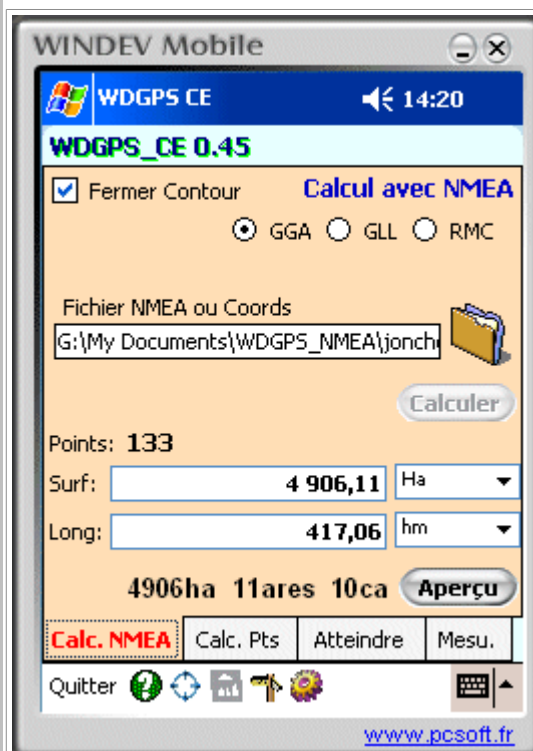 WINDEV Mobile
WDGPS CE 14:20
WDGPS_CE 0.45
Fermer Contour Calcul avec NMEA
GGA GLL RMC
Fichier NMEA ou Coords
G:\My Documents\WDGPS_NMEA\jonch
Calculer
Points: 133
Surf: 4 906,11 Ha
Long: 417,06 hm
4906ha 11ares 10ca Aperçu
Calc. NMEA Calc. Pts Atteindre Mesu.
Quitter
www.pcsoft.fr